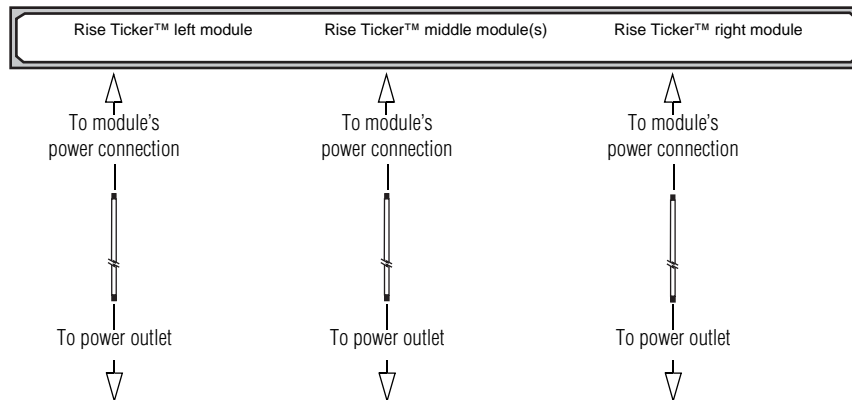 Rise Ticker™ left module
Rise Ticker™ middle module(s)
Rise Ticker™ right module
To module's
power connection
To module's
power connection
To module's
power connection
To power outlet
To power outlet
To power outlet